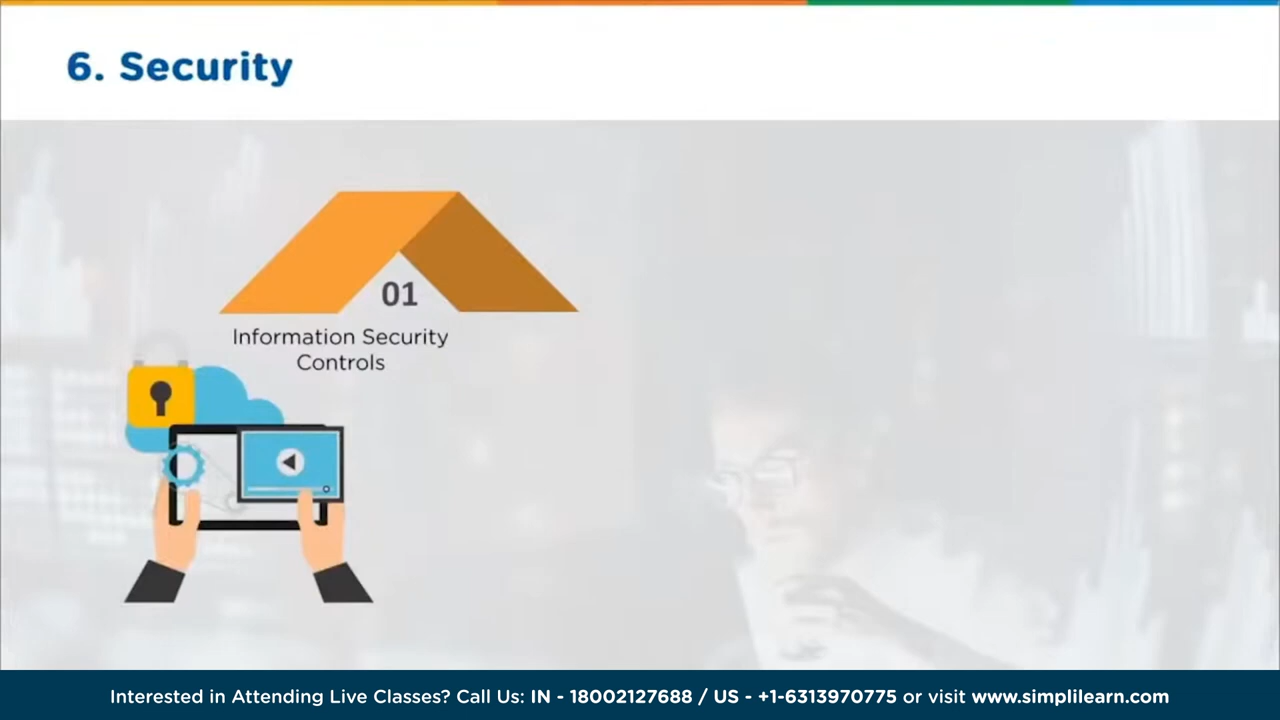 6. Security
01
Information Security
Controls
Interested in Attending Live Classes? Call Us: IN - 18002127688 / US - +1-6313970775 or visit www.simplilearn.com